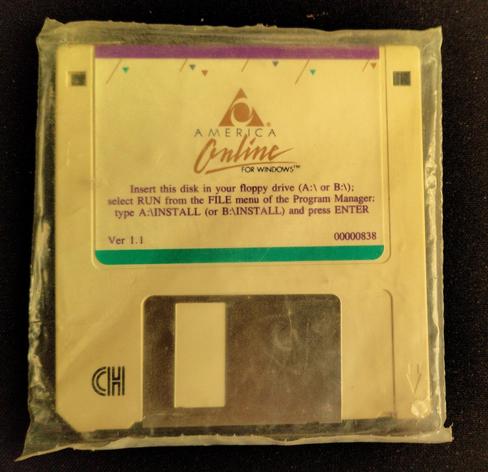 AMERICA
Online
FOR WINDOWS™
Insert this disk in your floppy drive (A:\ or B:\);
select RUN from the FILE menu of the Program Manager;
type A:\INSTALL (or B:\INSTALL) and press ENTER
Ver 1.1 00000838
CH